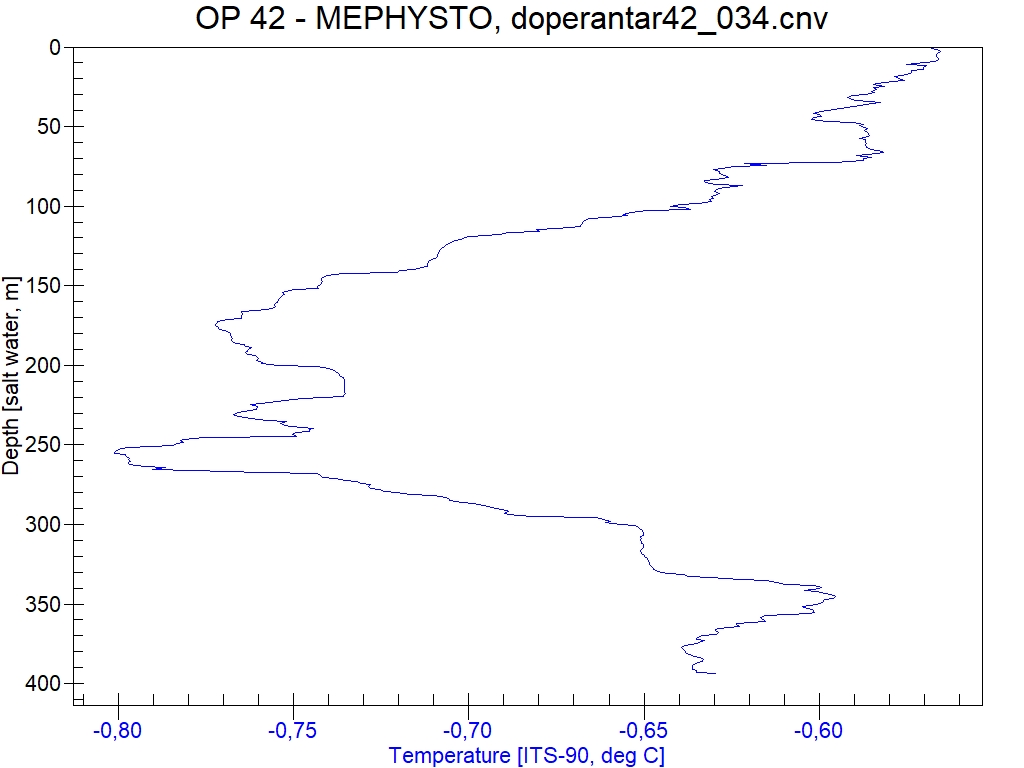 OP 42 - MEPHYSTO, doperantar42_034.cnv
0
50
100
150
200
250
300
350
400
Depth [salt water, m]
-0,80 -0,75 -0,70 -0,65 -0,60
Temperature [ITS-90, deg C]